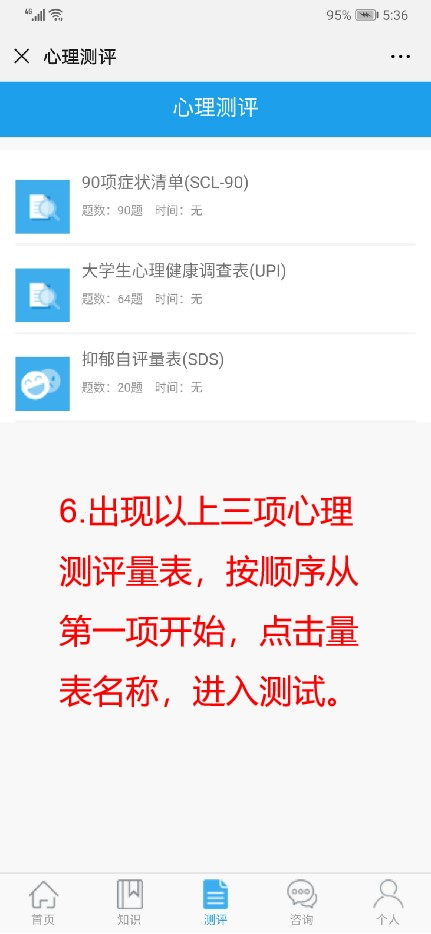 4G
95%
5:36
心理测评
心理测评
90项症状清单(SCL-90)
题数：90题 时间：无
大学生心理健康调查表(UPI)
题数：64题 时间：无
抑郁自评量表(SDS)
题数：20题 时间：无
6.出现以上三项心理
测评量表，按顺序从
第一项开始，点击量
表名称，进入测试。
首页 知识 测评 咨询 个人